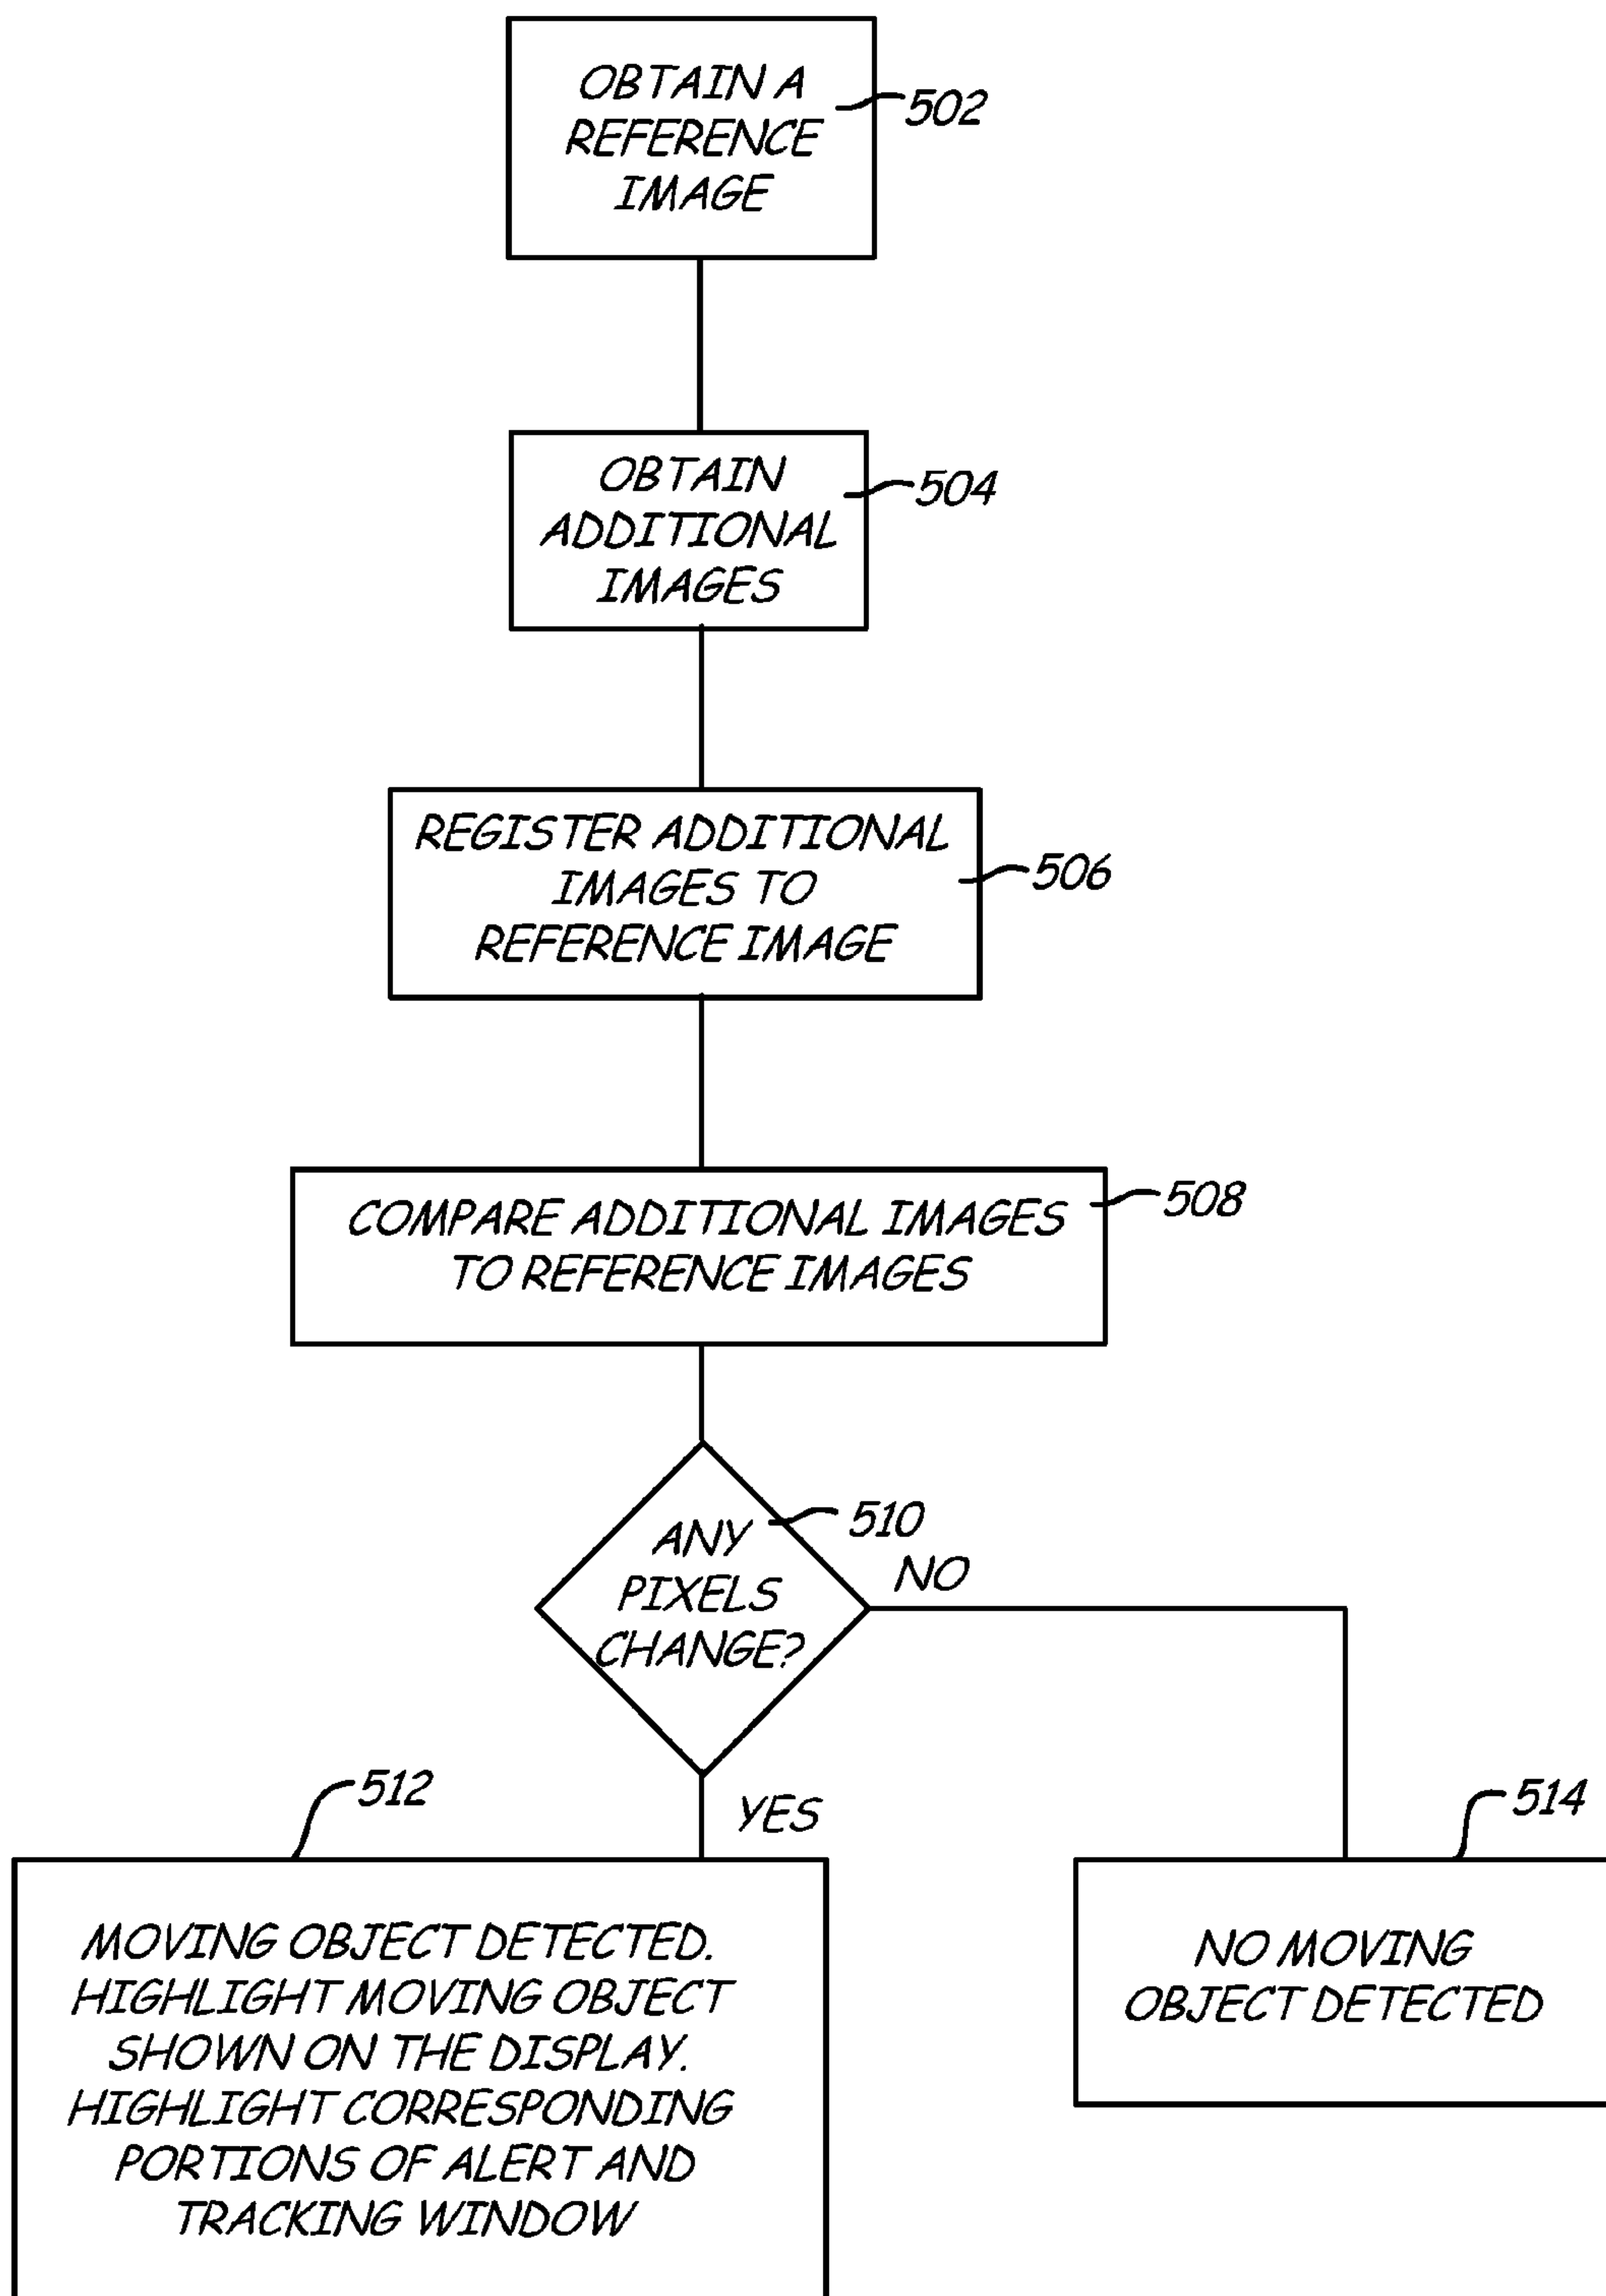 OBTAIN A
REFERENCE
IMAGE
502
OBTAIN
ADDITIONAL
IMAGES
504
REGISTER ADDITIONAL
IMAGES TO
REFERENCE IMAGE
506
COMPARE ADDITIONAL IMAGES
TO REFERENCE IMAGES
508
ANY
PIXELS
CHANGE?
510
NO
YES
512
MOVING OBJECT DETECTED.
HIGHLIGHT MOVING OBJECT
SHOWN ON THE DISPLAY.
HIGHLIGHT CORRESPONDING
PORTIONS OF ALERT AND
TRACKING WINDOW
514
NO MOVING
OBJECT DETECTED